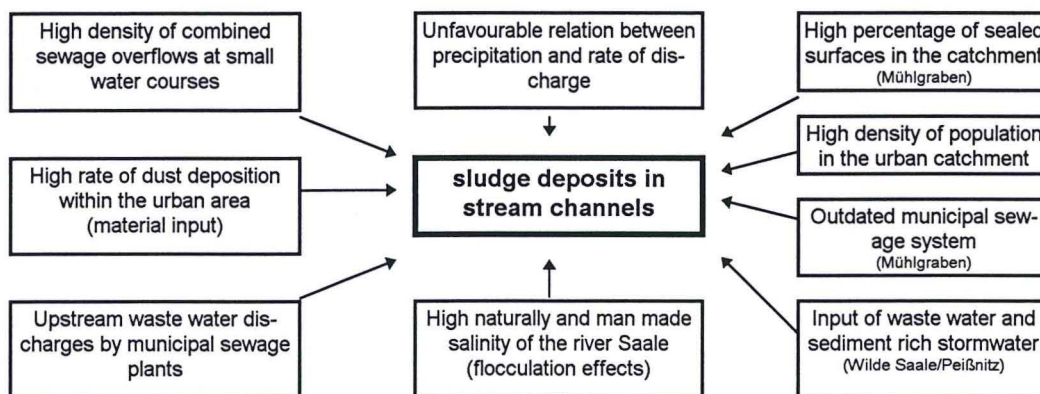 High density of combined
sewage overflows at small
water courses
Unfavourable relation between
precipitation and rate of dis-
charge
High percentage of sealed
surfaces in the catchment
(Mühlgraben)
High density of population
in the urban catchment
High rate of dust deposition
within the urban area
(material input)
sludge deposits in
stream channels
Outdated municipal sew-
age system
(Mühlgraben)
Upstream waste water dis-
charges by municipal sewage
plants
High naturally and man made
salinity of the river Saale
(flocculation effects)
Input of waste water and
sediment rich stormwater
(Wilde Saale/Peißnitz)